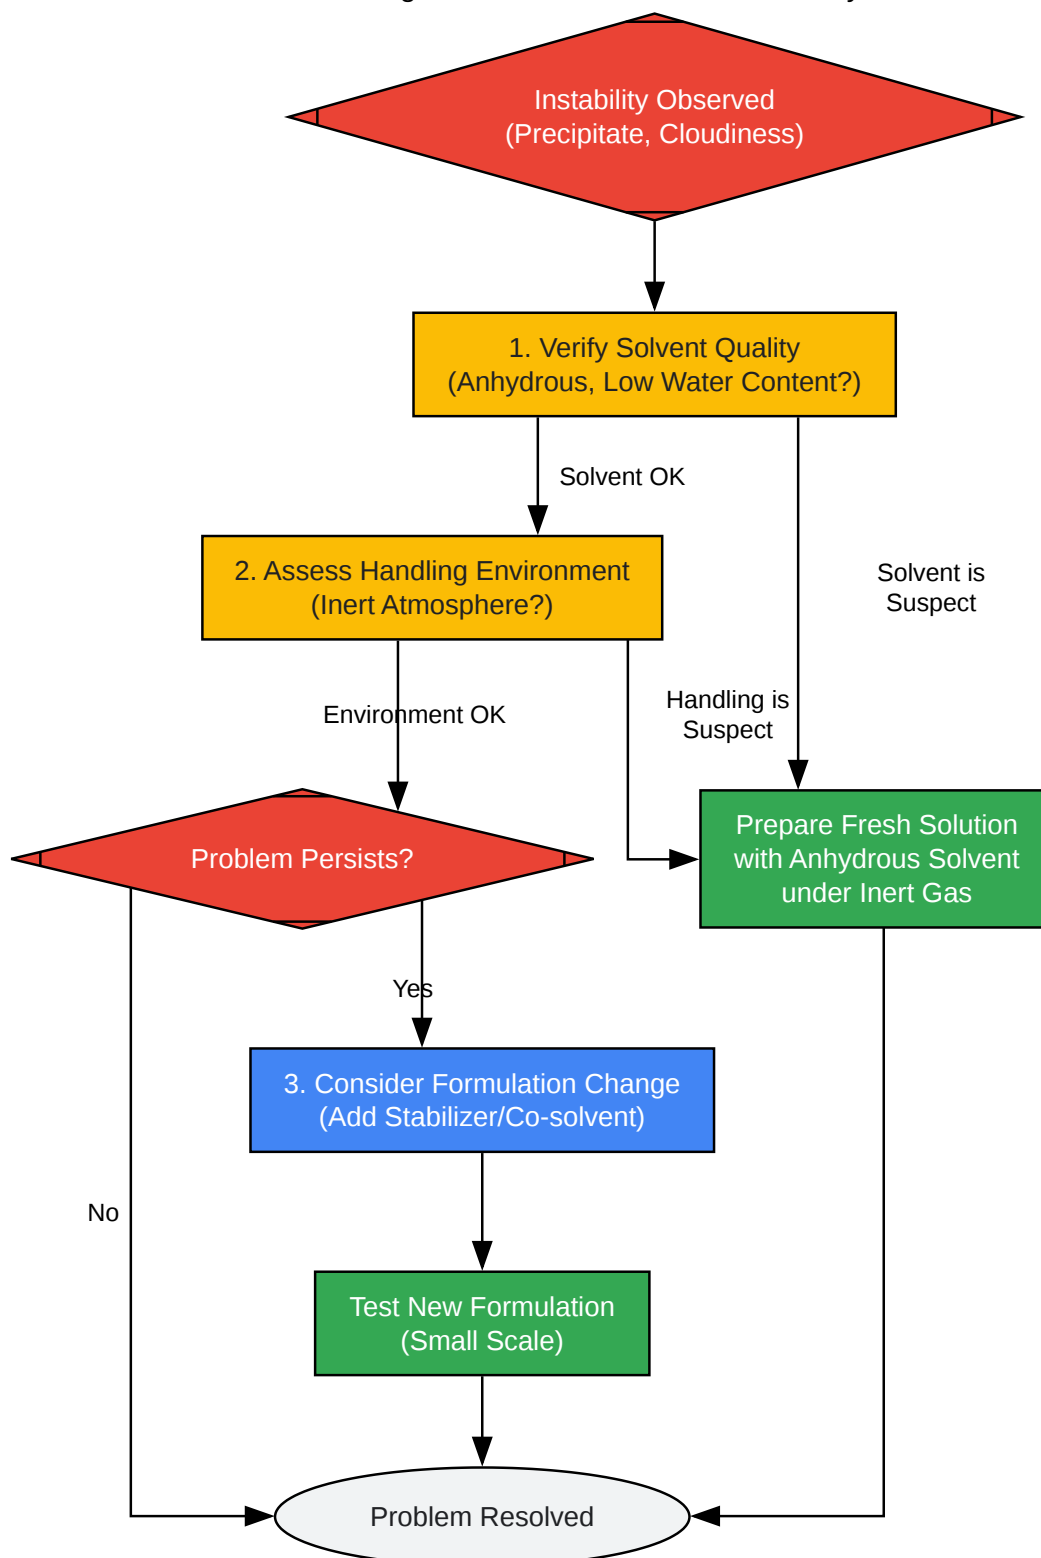 Instability Observed
(Precipitate, Cloudiness)
1. Verify Solvent Quality
(Anhydrous, Low Water Content?)
Solvent OK
Solvent is
Suspect
2. Assess Handling Environment
(Inert Atmosphere?)
Handling is
Suspect
Environment OK
Prepare Fresh Solution
with Anhydrous Solvent
under Inert Gas
Problem Persists?
Yes
3. Consider Formulation Change
(Add Stabilizer/Co-solvent)
No
Test New Formulation
(Small Scale)
Problem Resolved